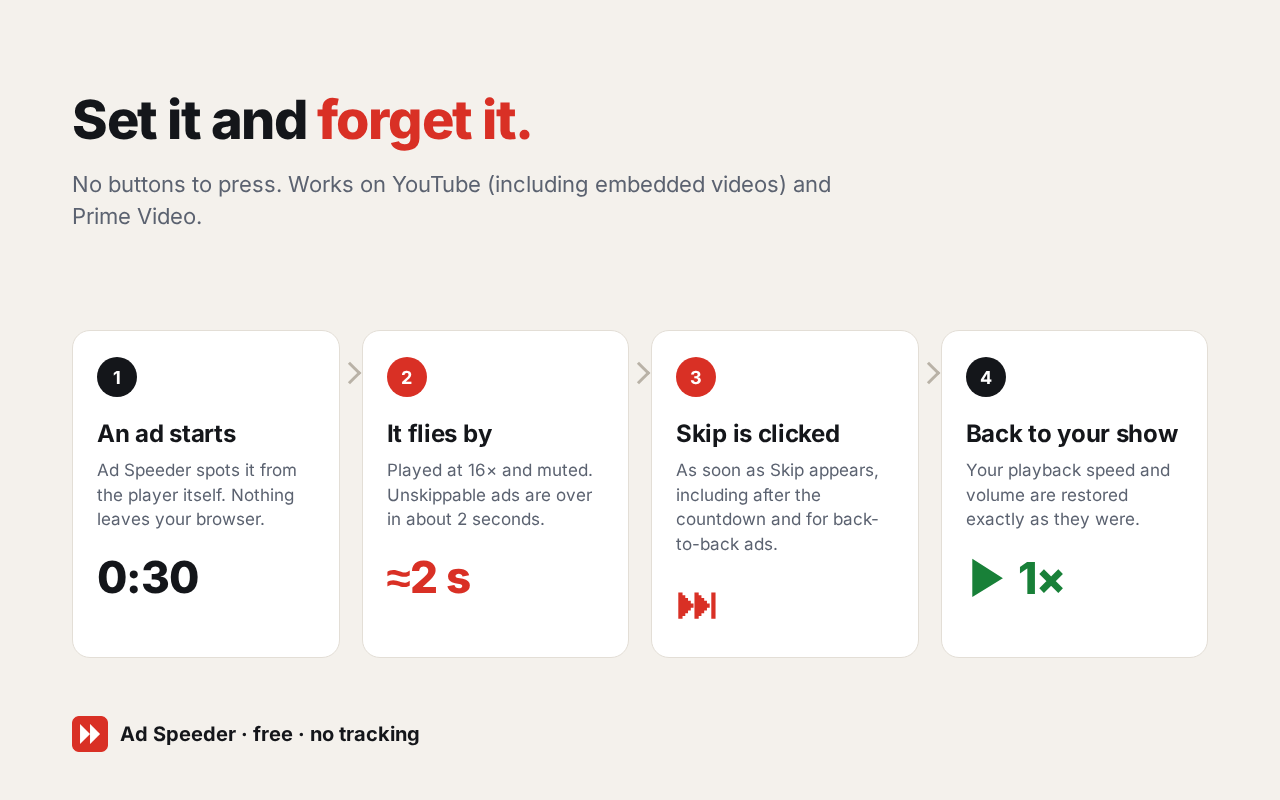 Set it and forget it.
No buttons to press. Works on YouTube (including embedded videos) and
Prime Video.
1
An ad starts
Ad Speeder spots it from
the player itself. Nothing
leaves your browser.
0:30
2
It flies by
Played at 16× and muted.
Unskippable ads are over
in about 2 seconds.
≈2 s
3
Skip is clicked
As soon as Skip appears,
including after the
countdown and for back-
to-back ads.
4
Back to your show
Your playback speed and
volume are restored
exactly as they were.
1×
Ad Speeder · free · no tracking